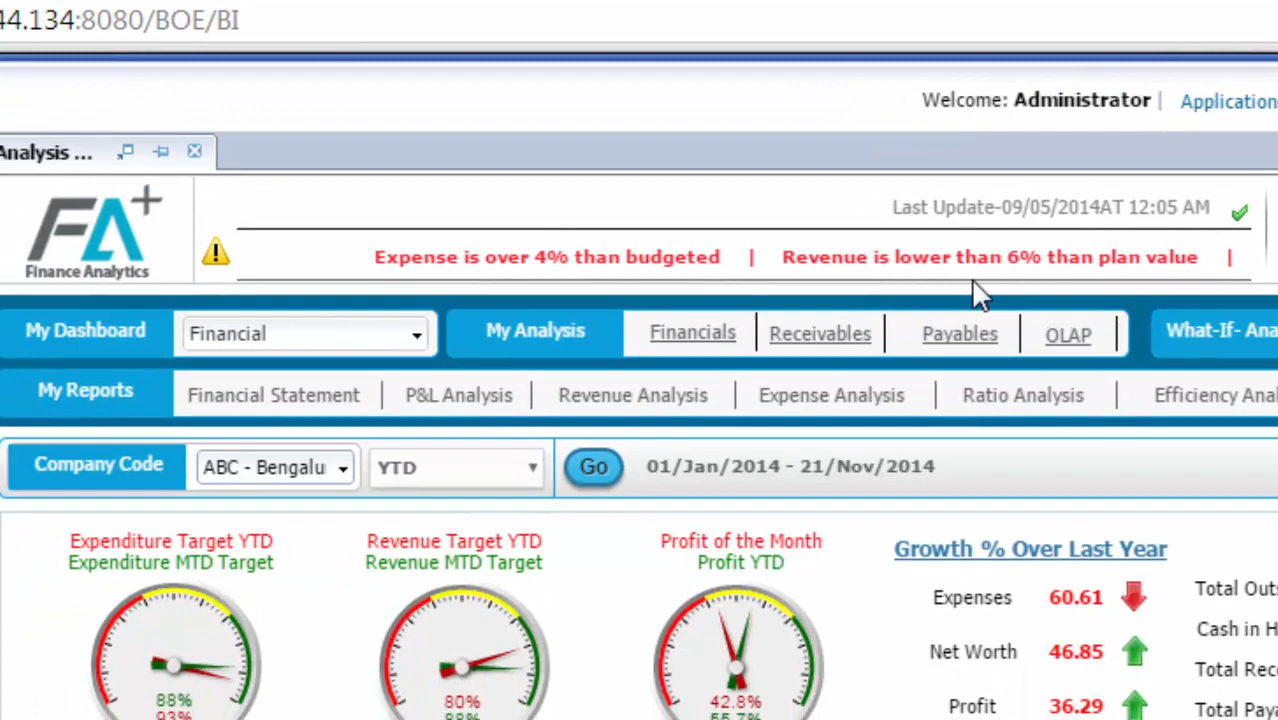 44.134:8080/BOE/BI
Welcome: Administrator | Application
Analysis ...
FA+
Finance Analytics
Last Update-09/05/2014AT 12:05 AM
Expense is over 4% than budgeted | Revenue is lower than 6% than plan value |
My Dashboard Financial My Analysis Financials Receivables Payables OLAP What-If- Ana
My Reports Financial Statement P&L Analysis Revenue Analysis Expense Analysis Ratio Analysis Efficiency Anal
Company Code ABC - Bengalu YTD Go 01/Jan/2014 - 21/Nov/2014
Expenditure Target YTD
Expenditure MTD Target
88%
93%
Revenue Target YTD
Revenue MTD Target
80%
88%
Profit of the Month
Profit YTD
42.8%
55.7%
Growth % Over Last Year
Expenses 60.61
Net Worth 46.85
Profit 36.29
Total Outs
Cash in H
Total Rec
Total Paya